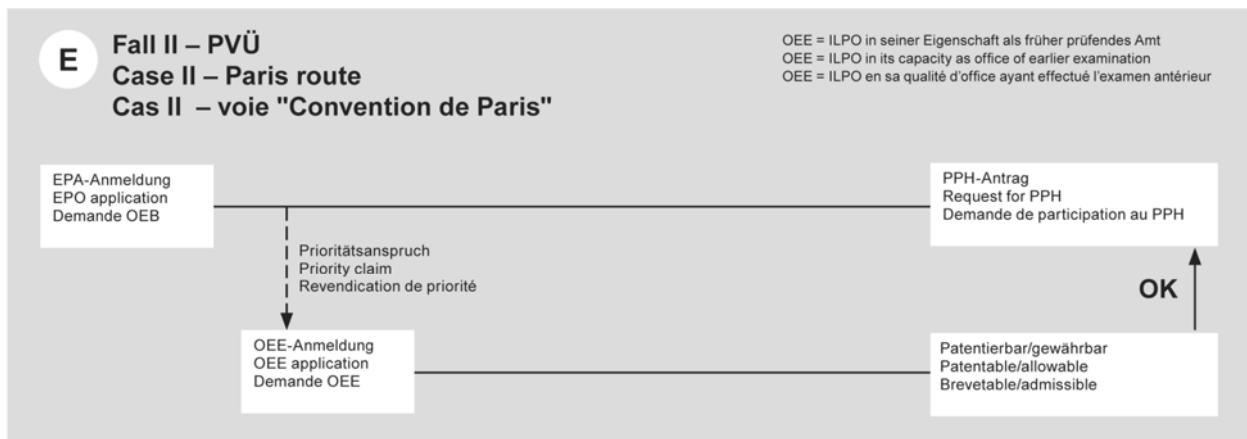 E
Fall II – PVÜ
Case II – Paris route
Cas II – voie "Convention de Paris"
OEE = ILPO in seiner Eigenschaft als früher prüfendes Amt
OEE = ILPO in its capacity as office of earlier examination
OEE = ILPO en sa qualité d'office ayant effectué l'examen antérieur
EPA-Anmeldung
EPO application
Demande OEB
PPH-Antrag
Request for PPH
Demande de participation au PPH
Prioritätsanspruch
Priority claim
Revendication de priorité
OK
OEE-Anmeldung
OEE application
Demande OEE
Patentierbar/gewährbar
Patentable/allowable
Brevetable/admissible